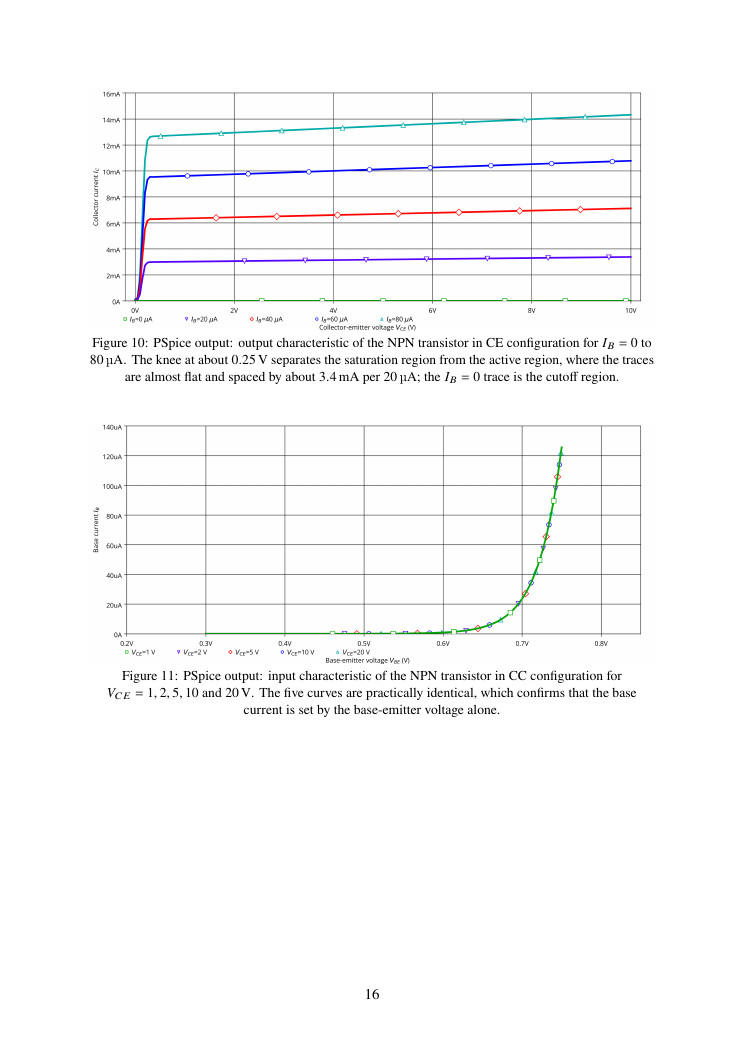 16mA
14mA
12mA
10mA
8mA
6mA
4mA
2mA
0A
Collector current I_C
0V 2V 4V 6V 8V 10V
I_B=0 μA I_B=20 μA I_B=40 μA I_B=60 μA I_B=80 μA
Collector-emitter voltage V_CE (V)
Figure 10: PSpice output: output characteristic of the NPN transistor in CE configuration for I_B = 0 to
80 μA. The knee at about 0.25 V separates the saturation region from the active region, where the traces
are almost flat and spaced by about 3.4 mA per 20 μA; the I_B = 0 trace is the cutoff region.
140uA
120uA
100uA
80uA
60uA
40uA
20uA
0A
Base current I_B
0.2V 0.3V 0.4V 0.5V 0.6V 0.7V 0.8V
V_CE=1 V V_CE=2 V V_CE=5 V V_CE=10 V V_CE=20 V
Base-emitter voltage V_BE (V)
Figure 11: PSpice output: input characteristic of the NPN transistor in CC configuration for
V_CE = 1, 2, 5, 10 and 20 V. The five curves are practically identical, which confirms that the base
current is set by the base-emitter voltage alone.
16